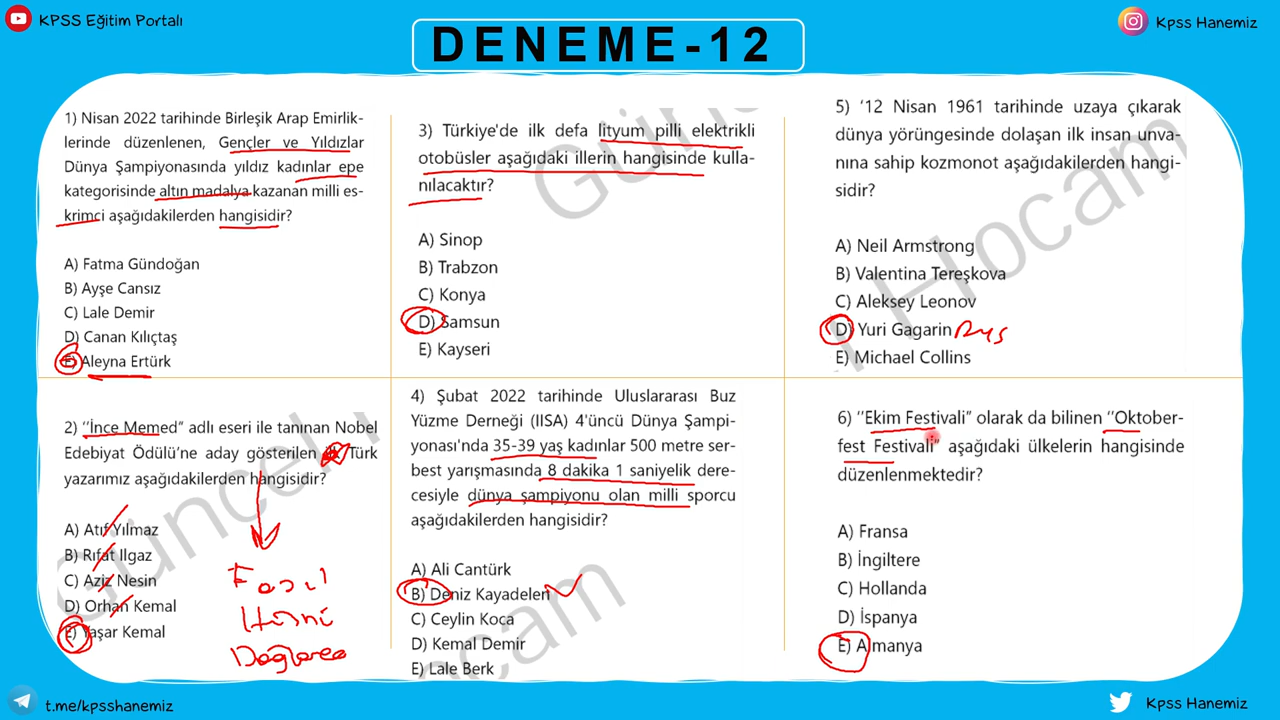 KPSS Eğitim Portalı
DENEME-12
Kpss Hanemiz
1) Nisan 2022 tarihinde Birleşik Arap Emirlik-
lerinde düzenlenen, Gençler ve Yıldızlar
Dünya Şampiyonasında yıldız kadınlar epe
kategorisinde altın madalya kazanan milli es-
krimci aşağıdakilerden hangisidir?
A) Fatma Gündoğan
B) Ayşe Cansız
C) Lale Demir
D) Canan Kılıçtaş
E) Aleyna Ertürk
2) ‘‘İnce Memed” adlı eseri ile tanınan Nobel
Edebiyat Ödülü’ne aday gösterilen ilk Türk
yazarımız aşağıdakilerden hangisidir?
A) Atıf Yılmaz
B) Rıfat Ilgaz
C) Aziz Nesin
D) Orhan Kemal
E) Yaşar Kemal
Fazıl
Hüsnü
Dağlarca
3) Türkiye'de ilk defa lityum pilli elektrikli
otobüsler aşağıdaki illerin hangisinde kulla-
nılacaktır?
A) Sinop
B) Trabzon
C) Konya
D) Samsun
E) Kayseri
4) Şubat 2022 tarihinde Uluslararası Buz
Yüzme Derneği (IISA) 4'üncü Dünya Şampi-
yonası'nda 35-39 yaş kadınlar 500 metre ser-
best yarışmasında 8 dakika 1 saniyelik dere-
cesiyle dünya şampiyonu olan milli sporcu
aşağıdakilerden hangisidir?
A) Ali Cantürk
B) Deniz Kayadelen
C) Ceylin Koca
D) Kemal Demir
E) Lale Berk
5) ‘12 Nisan 1961 tarihinde uzaya çıkarak
dünya yörüngesinde dolaşan ilk insan unva-
nına sahip kozmonot aşağıdakilerden hangi-
sidir?
A) Neil Armstrong
B) Valentina Tereşkova
C) Aleksey Leonov
D) Yuri Gagarin Rus
E) Michael Collins
6) ‘‘Ekim Festivali” olarak da bilinen ‘‘Oktober-
fest Festivali” aşağıdaki ülkelerin hangisinde
düzenlenmektedir?
A) Fransa
B) İngiltere
C) Hollanda
D) İspanya
E) Almanya
Güncel
Hocam
t.me/kpsshanemiz
Kpss Hanemiz